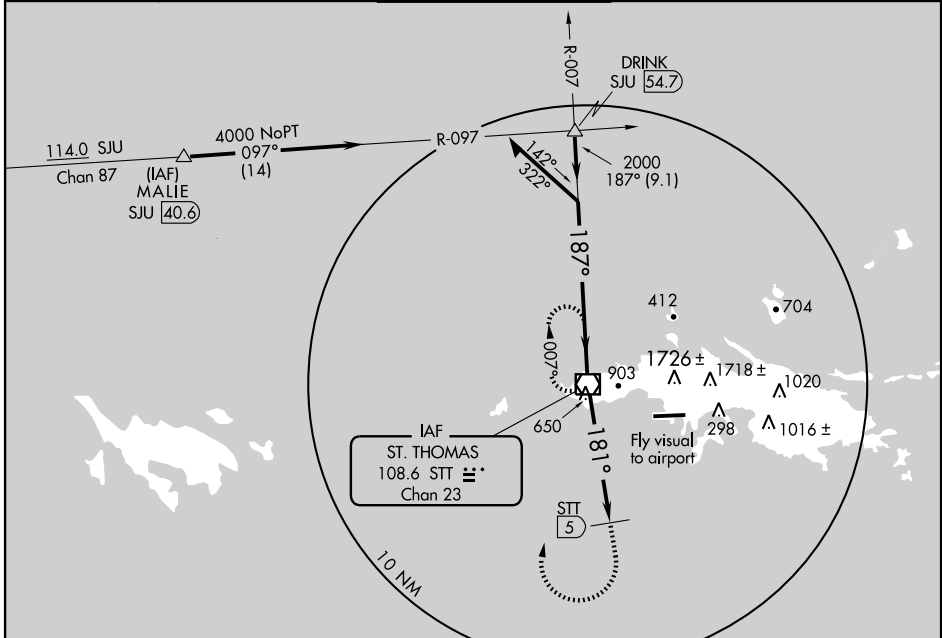 R-007
DRINK
SJU 54.7
114.0 SJU
Chan 87
4000 NoPT
097°
(14)
R-097
(IAF)
MALIE
SJU 40.6
2000
187° (9.1)
142°
322°
187°
412
704
007°
903
1726 ±
1718 ±
1020
650
298
1016 ±
Fly visual
to airport
IAF
ST. THOMAS
108.6 STT
Chan 23
181°
STT
5
10 NM